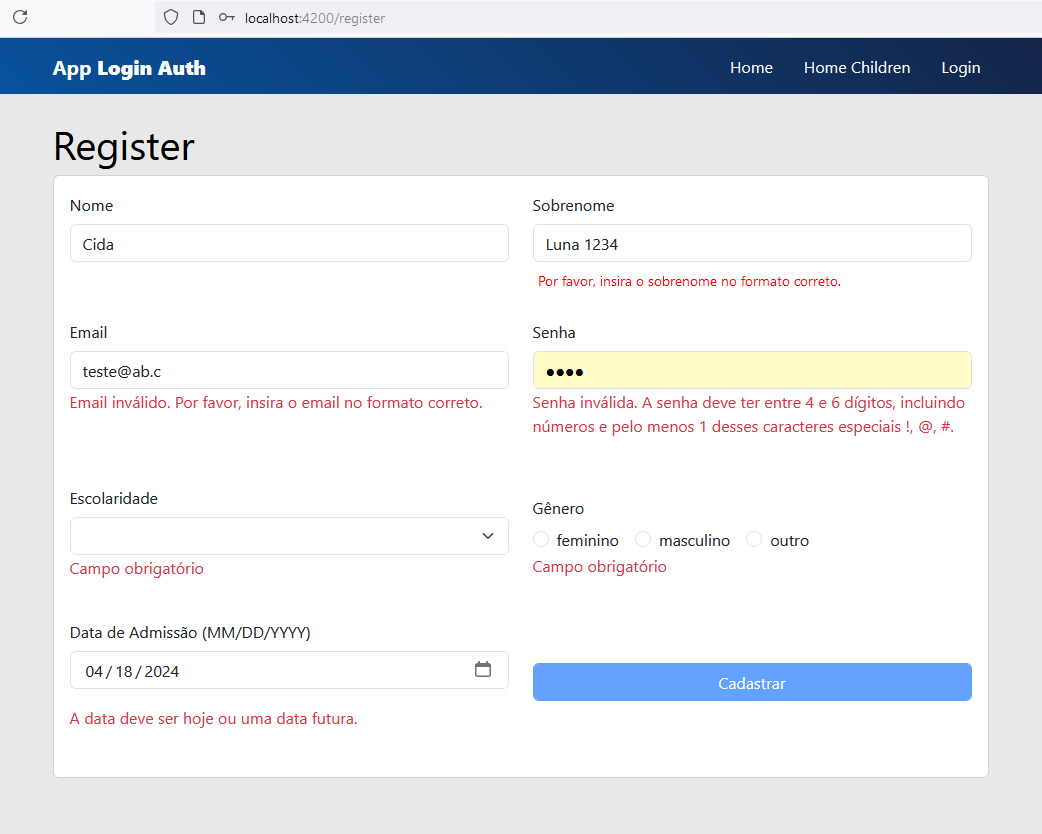 localhost:4200/register
App Login Auth
Home
Home Children
Login
Register
Nome
Cida
Sobrenome
Luna 1234
Por favor, insira o sobrenome no formato correto.
Email
teste@ab.c
Email inválido. Por favor, insira o email no formato correto.
Senha
●●●●
Senha inválida. A senha deve ter entre 4 e 6 dígitos, incluindo
números e pelo menos 1 desses caracteres especiais !, @, #.
Escolaridade
Campo obrigatório
Gênero
feminino
masculino
outro
Campo obrigatório
Data de Admissão (MM/DD/YYYY)
04 / 18 / 2024
A data deve ser hoje ou uma data futura.
Cadastrar